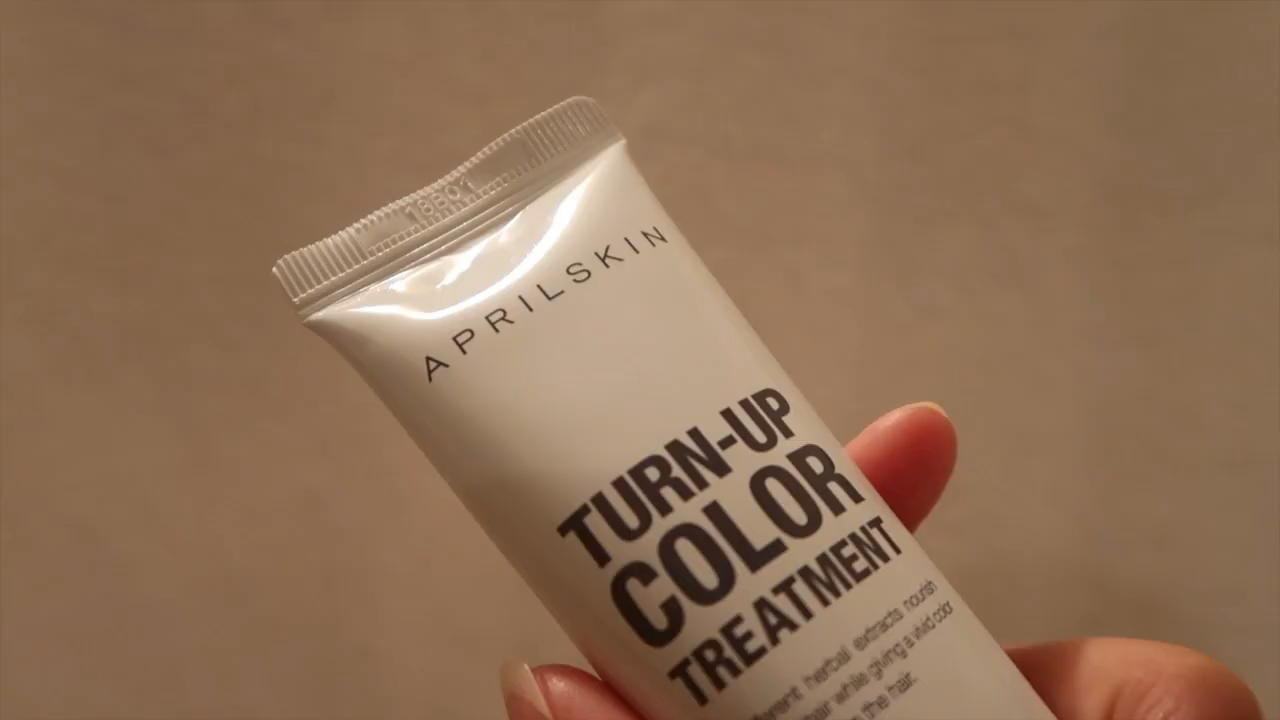 18B01
APRILSKIN
TURN-UP
COLOR
TREATMENT
herbal extracts nourish
while giving a vivid color
the hair.